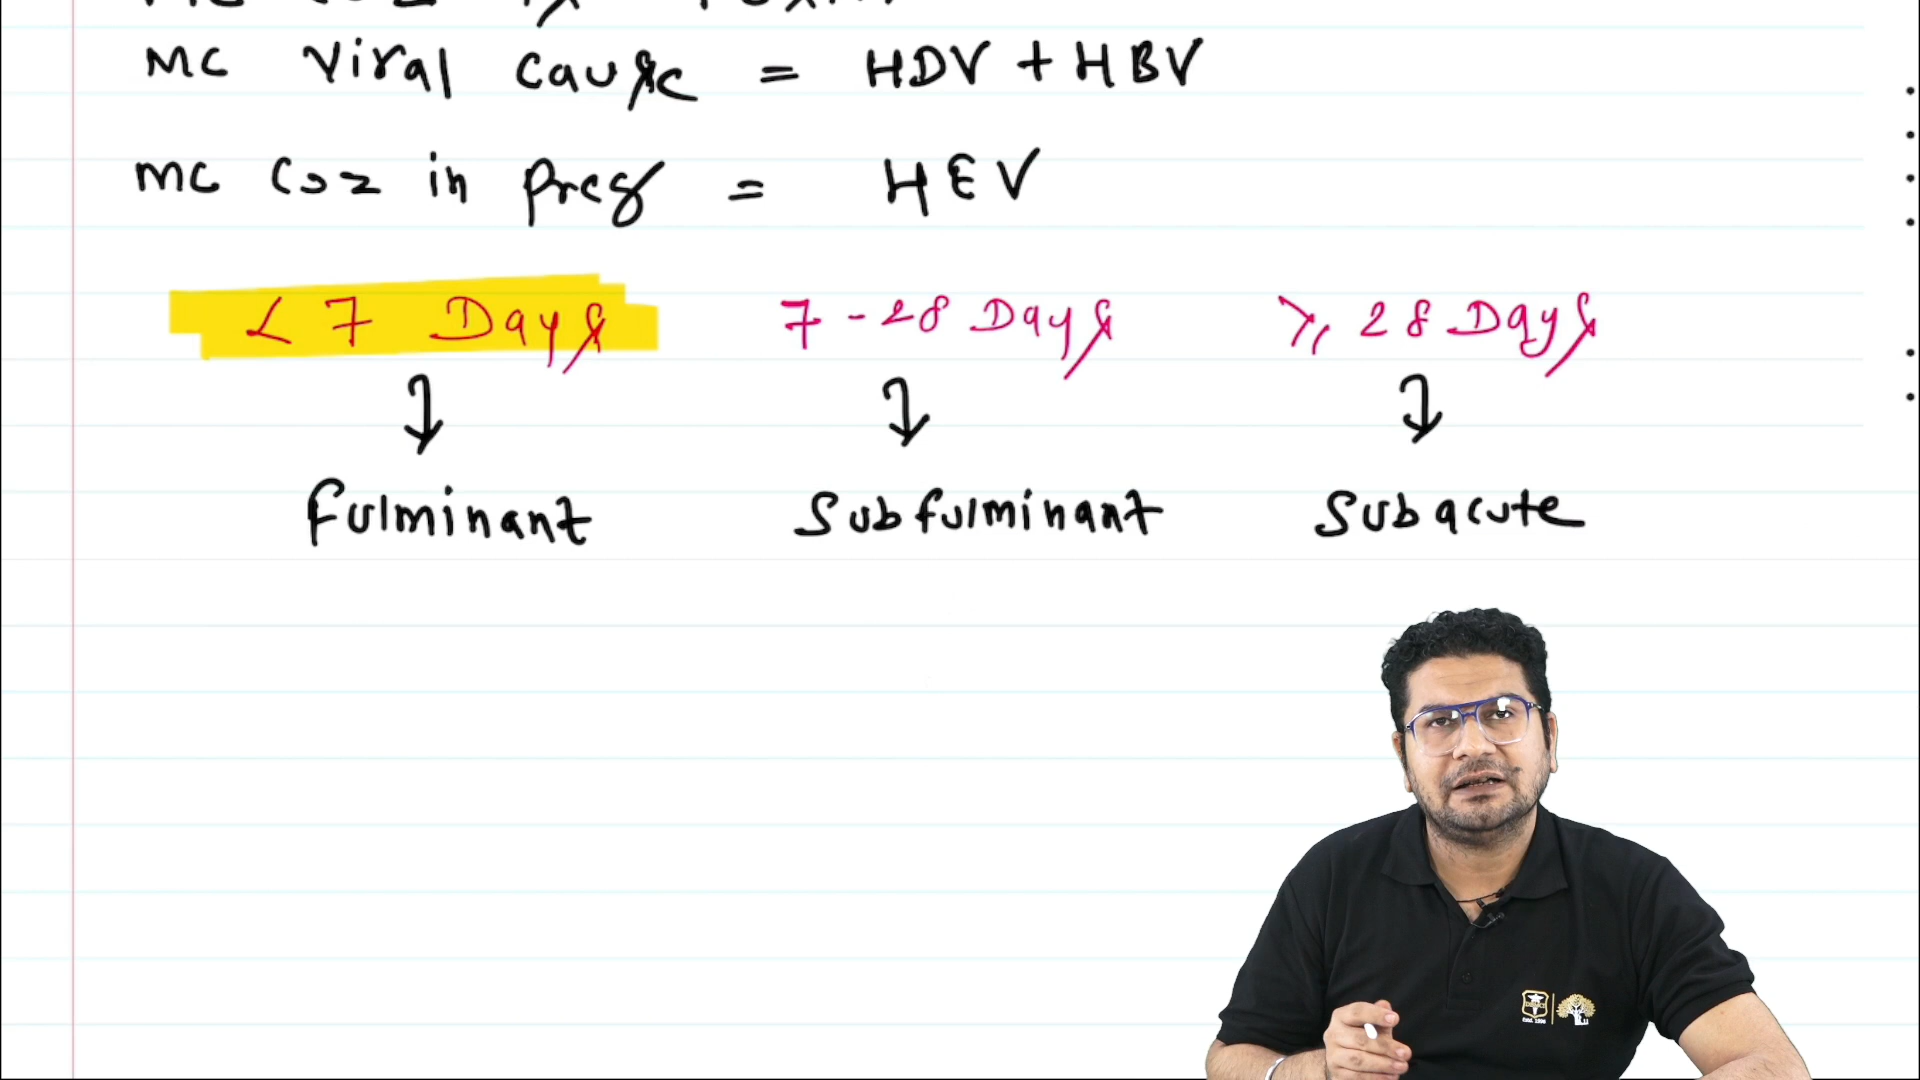 MC Viral cause = HDV + HBV
MC Coz in preg = HEV
< 7 Days 7 - 28 Days ≥ 28 Days
Fulminant Subfulminant Subacute